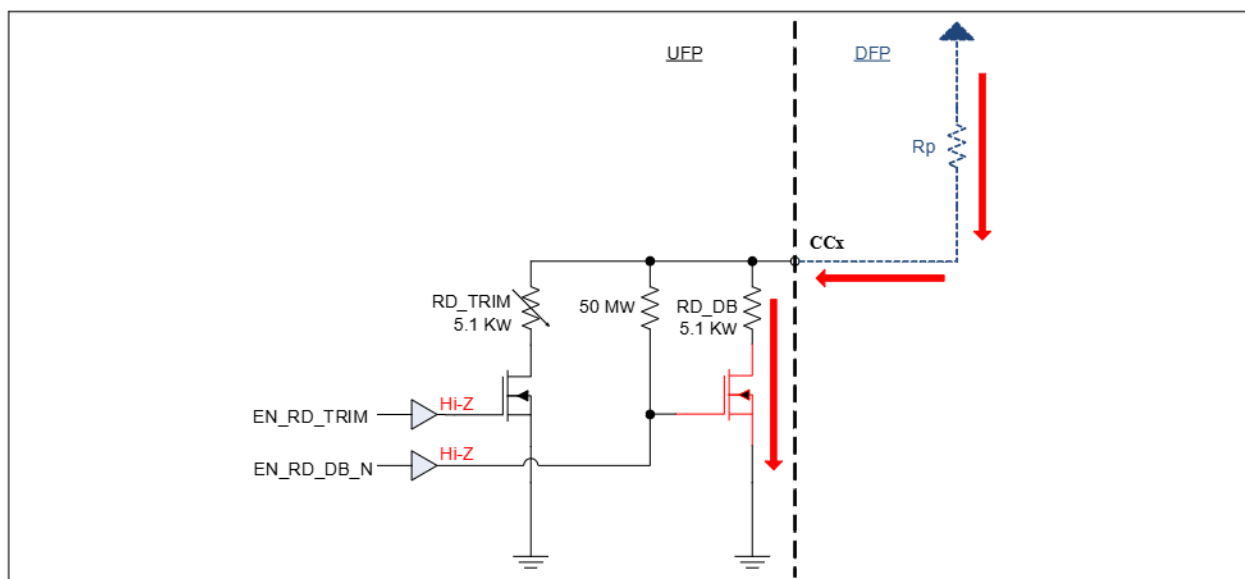 UFP
DFP
Rp
CCx
RD_TRIM
5.1 Kw
50 Mw
RD_DB
5.1 Kw
EN_RD_TRIM
Hi-Z
EN_RD_DB_N
Hi-Z